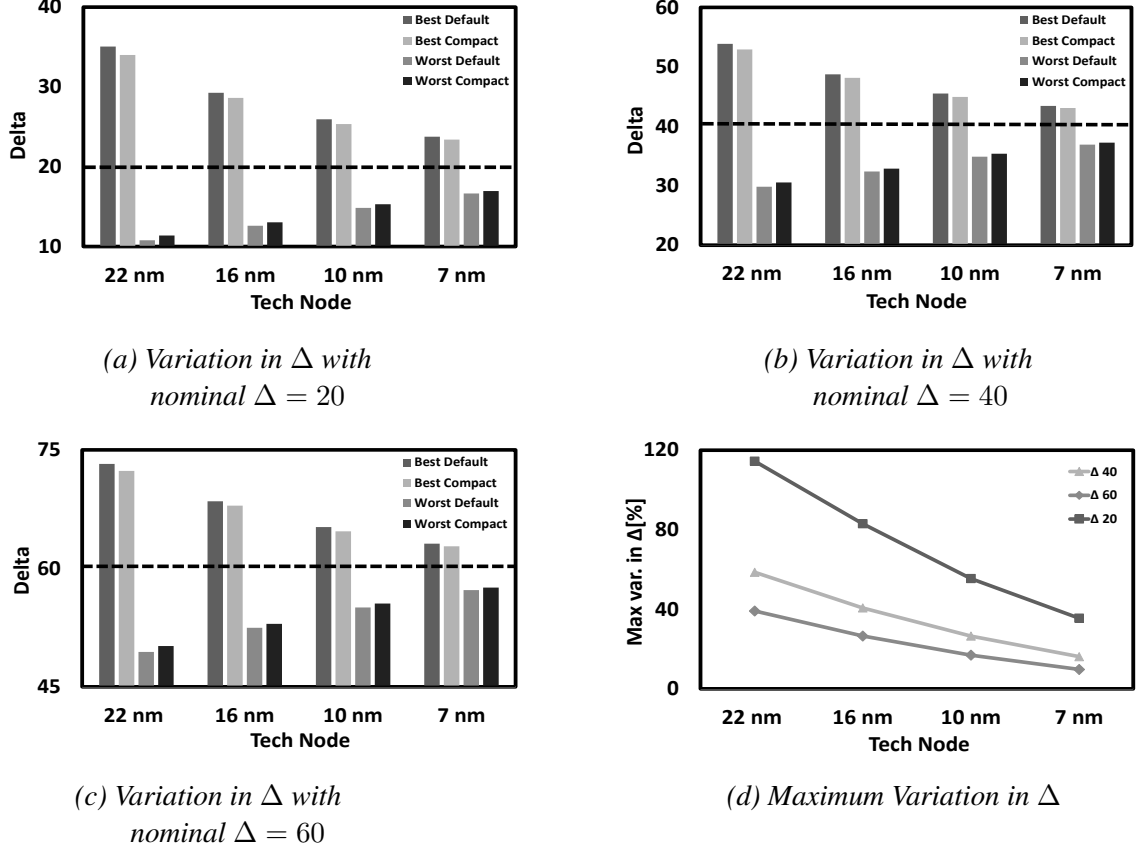 40
30
20
10
Delta
Best Default
Best Compact
Worst Default
Worst Compact
22 nm 16 nm 10 nm 7 nm
Tech Node
(a) Variation in Δ with
nominal Δ = 20
60
50
40
30
20
Delta
Best Default
Best Compact
Worst Default
Worst Compact
22 nm 16 nm 10 nm 7 nm
Tech Node
(b) Variation in Δ with
nominal Δ = 40
75
60
45
Delta
Best Default
Best Compact
Worst Default
Worst Compact
22 nm 16 nm 10 nm 7 nm
Tech Node
(c) Variation in Δ with
nominal Δ = 60
120
80
40
0
Max var. in Δ[%]
Δ 40
Δ 60
Δ 20
22 nm 16 nm 10 nm 7 nm
Tech Node
(d) Maximum Variation in Δ